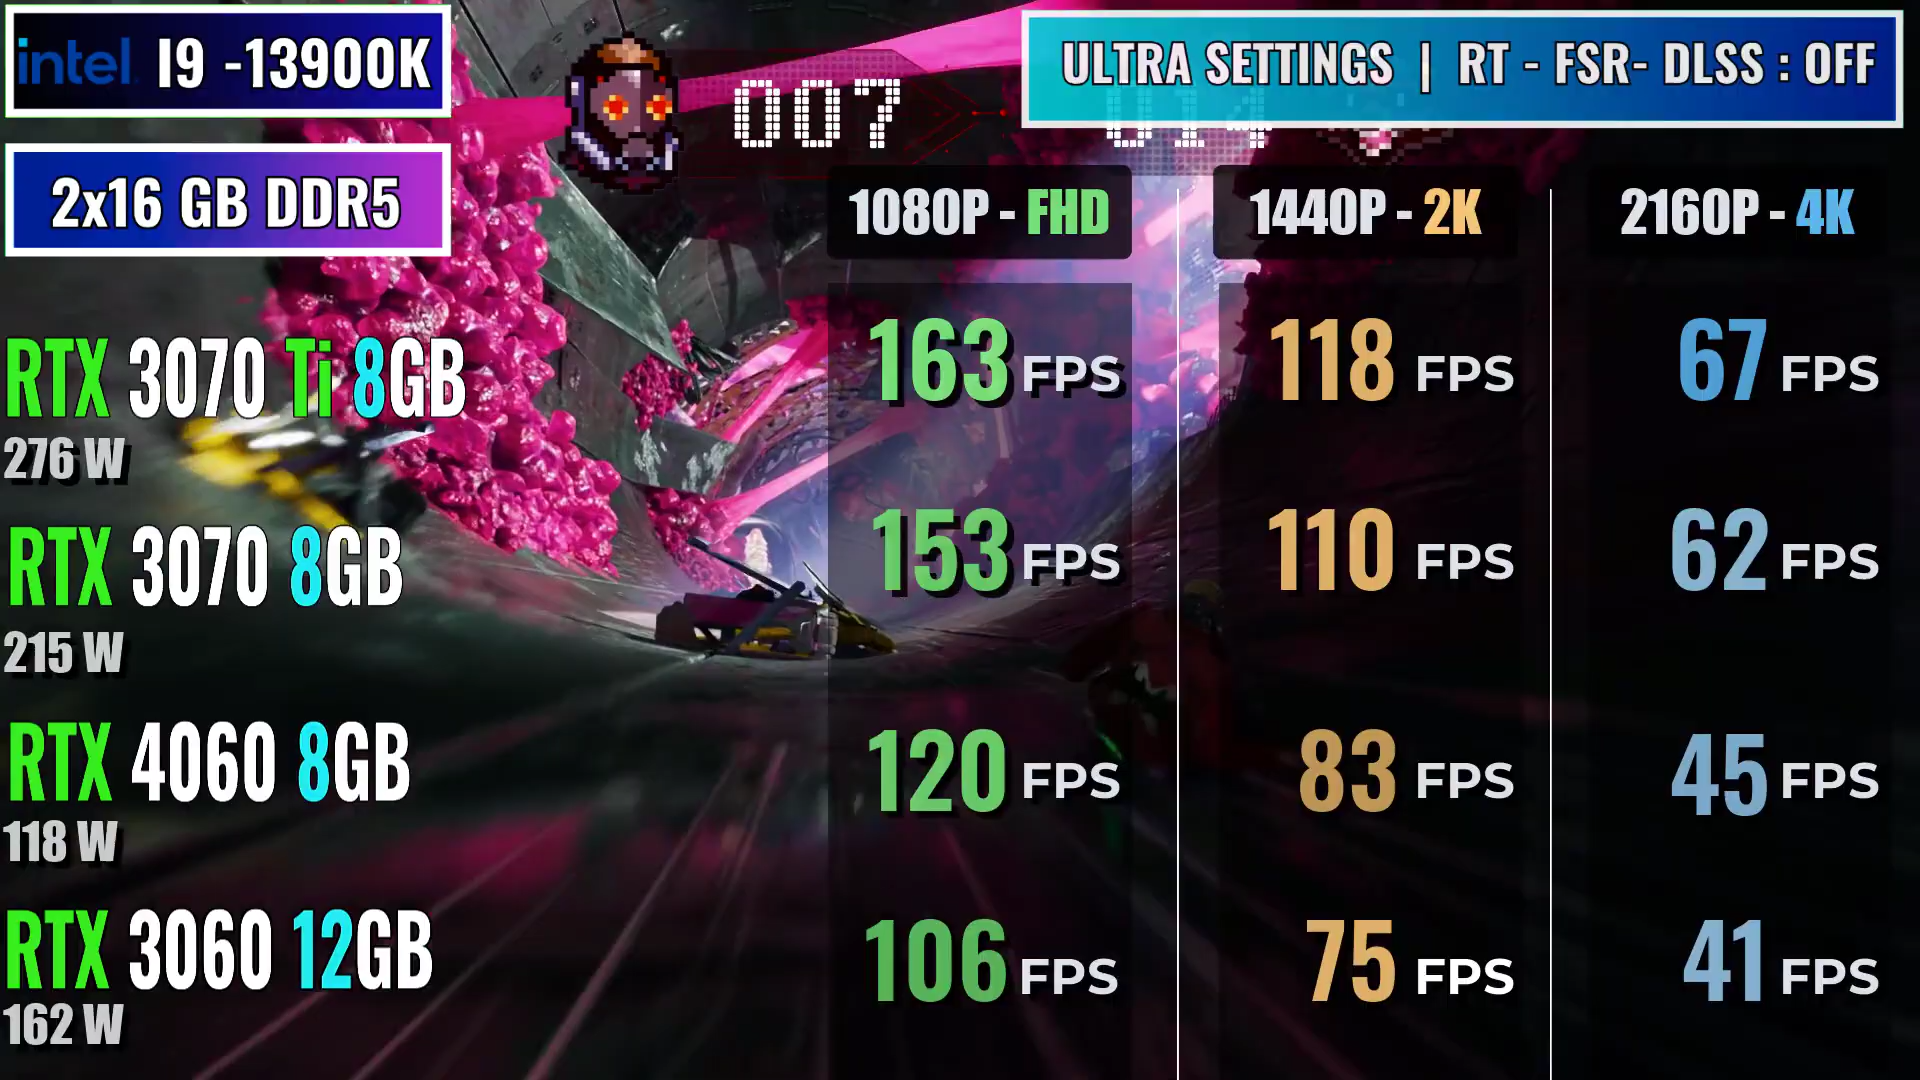 intel. I9 -13900K
ULTRA SETTINGS | RT - FSR- DLSS : OFF
007
014
2x16 GB DDR5
1080P - FHD
1440P - 2K
2160P - 4K
RTX 3070 Ti 8GB
163 FPS
118 FPS
67 FPS
276 W
RTX 3070 8GB
153 FPS
110 FPS
62 FPS
215 W
RTX 4060 8GB
120 FPS
83 FPS
45 FPS
118 W
RTX 3060 12GB
106 FPS
75 FPS
41 FPS
162 W